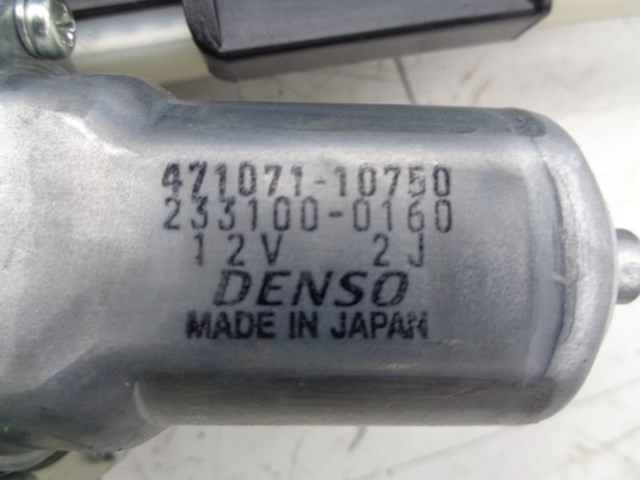 471071-10750
233100-0160
12V 2J
DENSO
MADE IN JAPAN